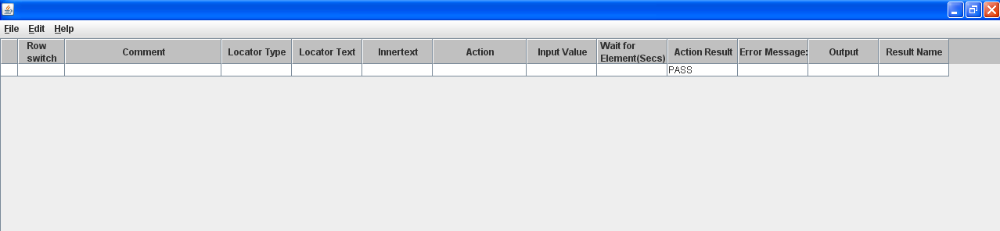 File Edit Help
Row switch Comment Locator Type Locator Text Innertext Action Input Value Wait for Element(Secs) Action Result Error Message: Output Result Name
PASS